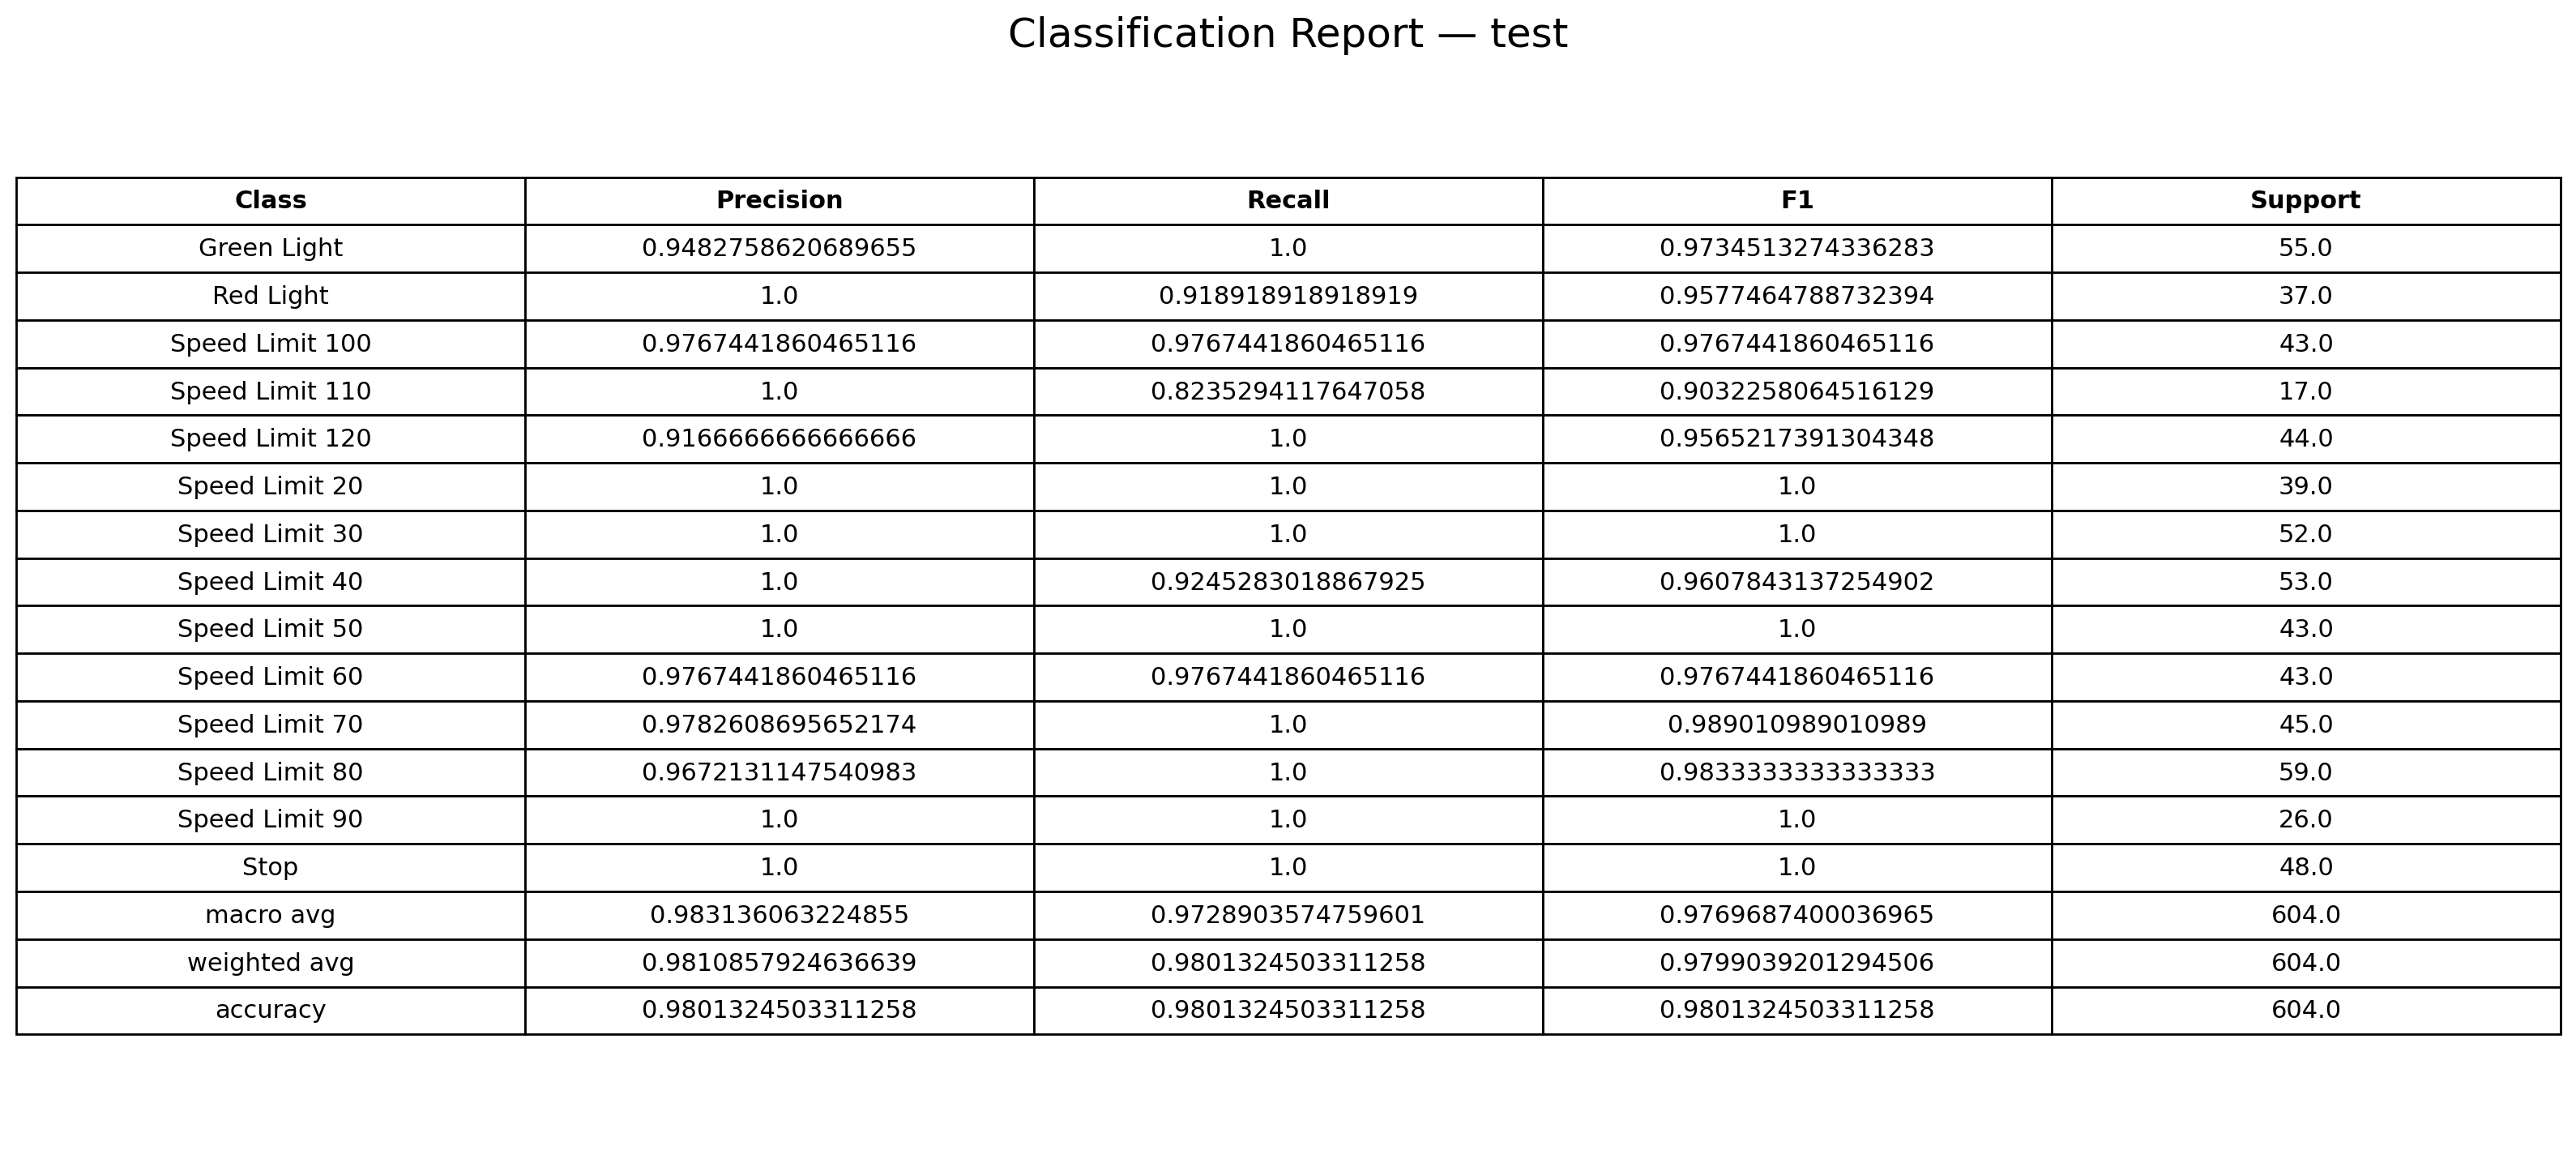 Classification Report — test
Class Precision Recall F1 Support
Green Light 0.9482758620689655 1.0 0.9734513274336283 55.0
Red Light 1.0 0.918918918918919 0.9577464788732394 37.0
Speed Limit 100 0.9767441860465116 0.9767441860465116 0.9767441860465116 43.0
Speed Limit 110 1.0 0.8235294117647058 0.9032258064516129 17.0
Speed Limit 120 0.9166666666666666 1.0 0.9565217391304348 44.0
Speed Limit 20 1.0 1.0 1.0 39.0
Speed Limit 30 1.0 1.0 1.0 52.0
Speed Limit 40 1.0 0.9245283018867925 0.9607843137254902 53.0
Speed Limit 50 1.0 1.0 1.0 43.0
Speed Limit 60 0.9767441860465116 0.9767441860465116 0.9767441860465116 43.0
Speed Limit 70 0.9782608695652174 1.0 0.989010989010989 45.0
Speed Limit 80 0.9672131147540983 1.0 0.9833333333333333 59.0
Speed Limit 90 1.0 1.0 1.0 26.0
Stop 1.0 1.0 1.0 48.0
macro avg 0.983136063224855 0.9728903574759601 0.9769687400036965 604.0
weighted avg 0.9810857924636639 0.9801324503311258 0.9799039201294506 604.0
accuracy 0.9801324503311258 0.9801324503311258 0.9801324503311258 604.0